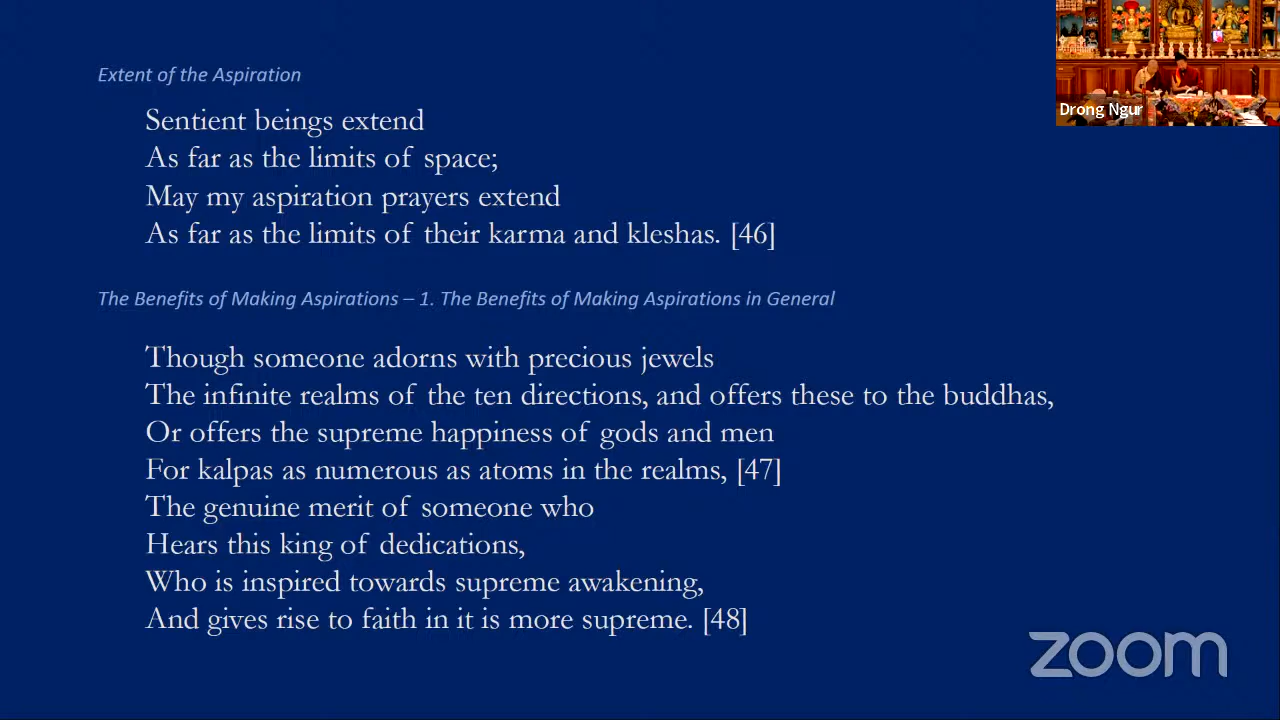 Extent of the Aspiration
Sentient beings extend
As far as the limits of space;
May my aspiration prayers extend
As far as the limits of their karma and kleshas. [46]
The Benefits of Making Aspirations – 1. The Benefits of Making Aspirations in General
Though someone adorns with precious jewels
The infinite realms of the ten directions, and offers these to the buddhas,
Or offers the supreme happiness of gods and men
For kalpas as numerous as atoms in the realms, [47]
The genuine merit of someone who
Hears this king of dedications,
Who is inspired towards supreme awakening,
And gives rise to faith in it is more supreme. [48]
Drong Ngur
zoom